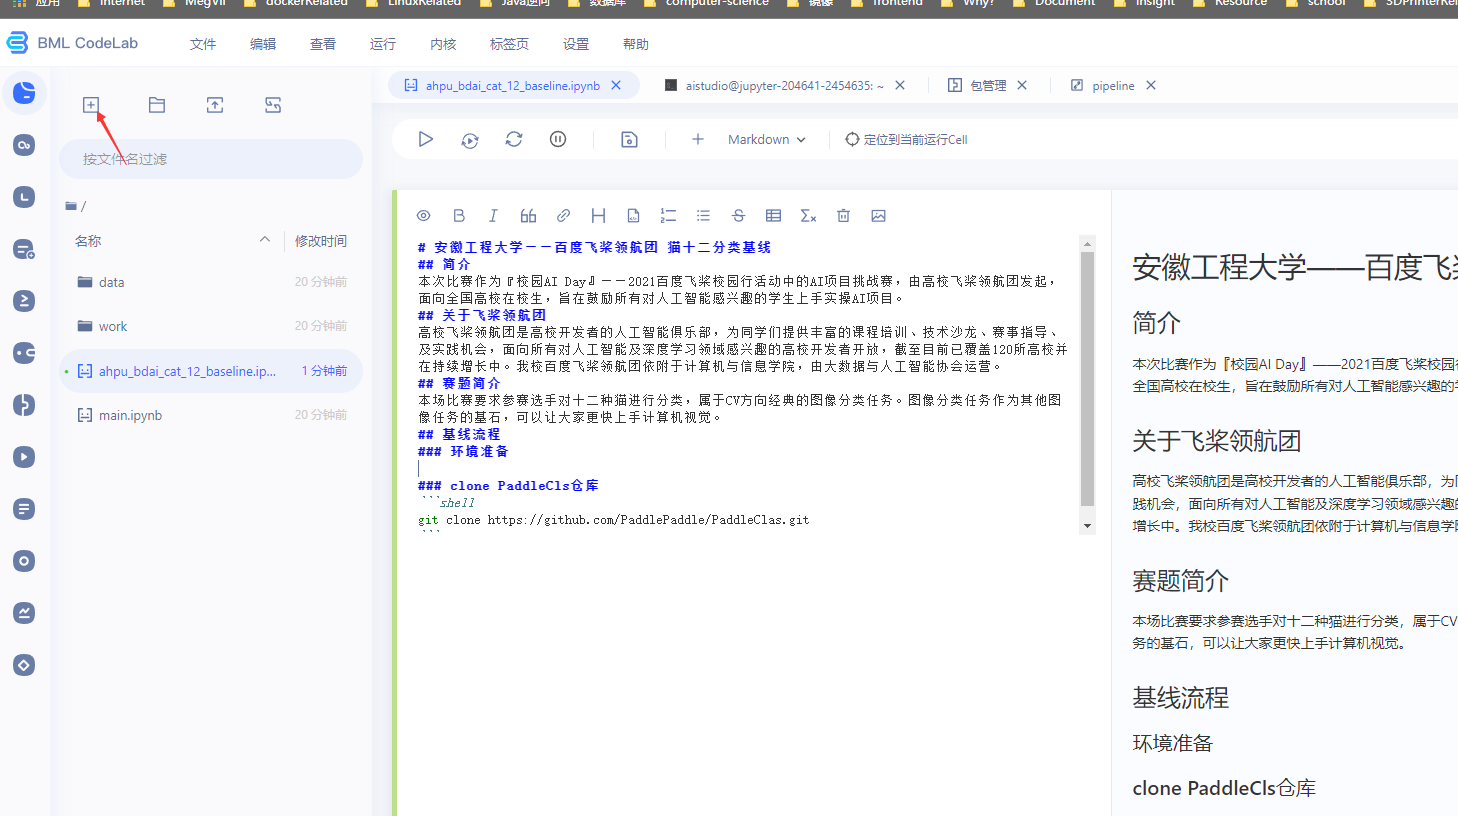 应用 Internet MegVII dockerRelated LinuxRelated Java逆向 数据库 computer-science 镜像 frontend Why? Document Insight Resource school SDPrinterRel
BML CodeLab 文件 编辑 查看 运行 内核 标签页 设置 帮助
ahpu_bdai_cat_12_baseline.ipynb aistudio@jupyter-204641-2454635: ~ 包管理 pipeline
Markdown 定位到当前运行Cell
按文件名过滤
/
名称 修改时间
data 20 分钟前
work 20 分钟前
ahpu_bdai_cat_12_baseline.ip... 1 分钟前
main.ipynb 20 分钟前
# 安徽工程大学——百度飞桨领航团 猫十二分类基线
## 简介
本次比赛作为『校园AI Day』——2021百度飞桨校园行活动中的AI项目挑战赛，由高校飞桨领航团发起，
面向全国高校在校生，旨在鼓励所有对人工智能感兴趣的学生上手实操AI项目。
## 关于飞桨领航团
高校飞桨领航团是高校开发者的人工智能俱乐部，为同学们提供丰富的课程培训、技术沙龙、赛事指导、
及实践机会，面向所有对人工智能及深度学习领域感兴趣的高校开发者开放，截至目前已覆盖120所高校并
在持续增长中。我校百度飞桨领航团依附于计算机与信息学院，由大数据与人工智能协会运营。
## 赛题简介
本场比赛要求参赛选手对十二种猫进行分类，属于CV方向经典的图像分类任务。图像分类任务作为其他图
像任务的基石，可以让大家更快上手计算机视觉。
## 基线流程
### 环境准备
### clone PaddleCls仓库
```shell
git clone https://github.com/PaddlePaddle/PaddleClas.git
```
安徽工程大学——百度飞
简介
本次比赛作为『校园AI Day』——2021百度飞桨校园
全国高校在校生，旨在鼓励所有对人工智能感兴趣的
关于飞桨领航团
高校飞桨领航团是高校开发者的人工智能俱乐部，为
践机会，面向所有对人工智能及深度学习领域感兴趣
增长中。我校百度飞桨领航团依附于计算机与信息学
赛题简介
本场比赛要求参赛选手对十二种猫进行分类，属于CV
务的基石，可以让大家更快上手计算机视觉。
基线流程
环境准备
clone PaddleCls仓库